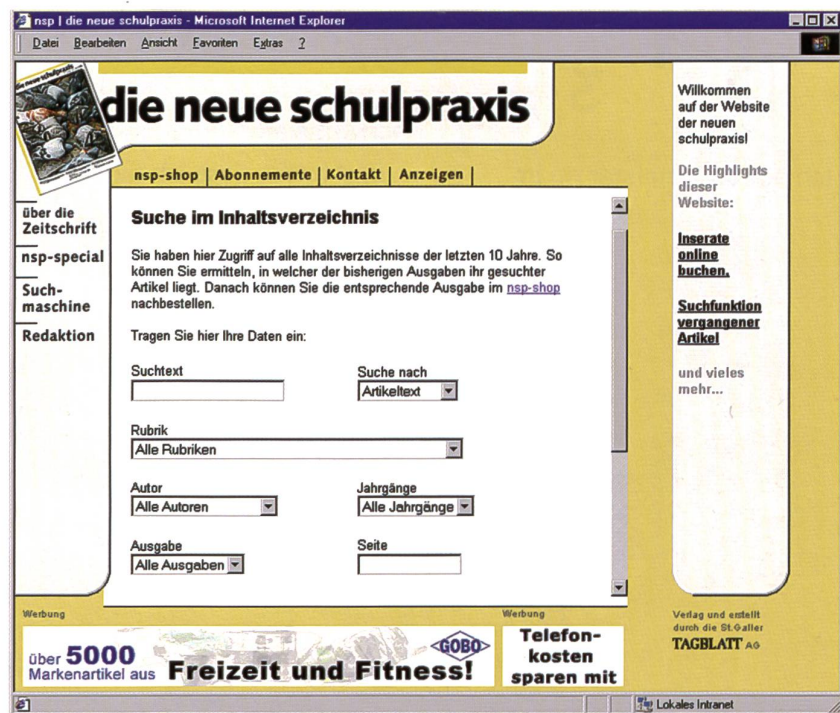 nsp | die neue schulpraxis - Microsoft Internet Explorer
Datei Bearbeiten Ansicht Favoriten Extras ?
die neue schulpraxis
nsp-shop | Abonnemente | Kontakt | Anzeigen |
über die
Zeitschrift
nsp-special
Such-
maschine
Redaktion
Suche im Inhaltsverzeichnis
Sie haben hier Zugriff auf alle Inhaltsverzeichnisse der letzten 10 Jahre. So
können Sie ermitteln, in welcher der bisherigen Ausgaben ihr gesuchter
Artikel liegt. Danach können Sie die entsprechende Ausgabe im nsp-shop
nachbestellen.
Tragen Sie hier Ihre Daten ein:
Suchtext Suche nach
Artikeltext
Rubrik
Alle Rubriken
Autor Jahrgänge
Alle Autoren Alle Jahrgänge
Ausgabe Seite
Alle Ausgaben
Willkommen
auf der Website
der neuen
schulpraxis!
Die Highlights
dieser
Website:
Inserate
online
buchen.
Suchfunktion
vergangener
Artikel
und vieles
mehr...
Werbung
über 5000
Markenartikel aus Freizeit und Fitness!
GOBO
Werbung
Telefon-
kosten
sparen mit
Verlag und erstellt
durch die St.Galler
TAGBLATT AG
Lokales Intranet